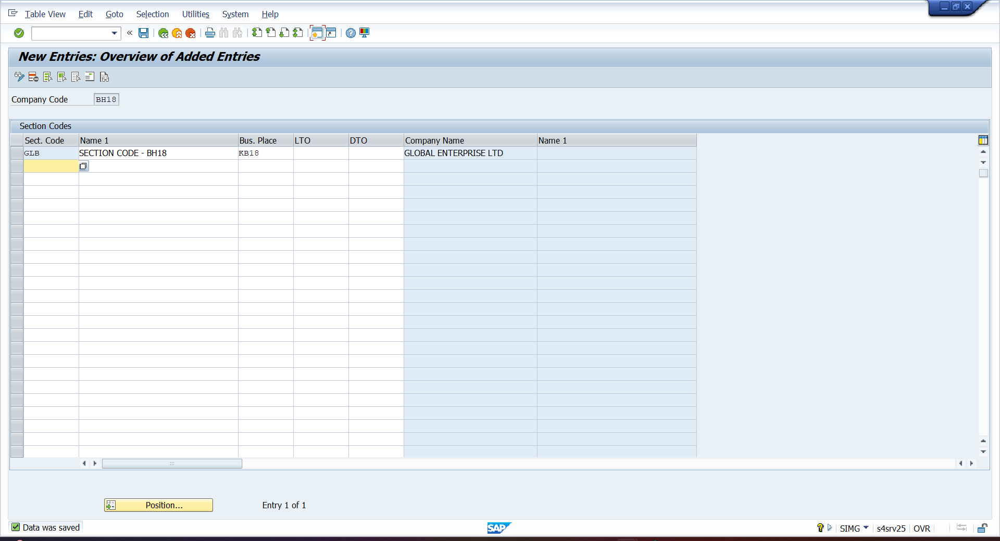 Table View Edit Goto Selection Utilities System Help
New Entries: Overview of Added Entries
Company Code BH18
Section Codes
Sect. Code Name 1 Bus. Place LTO DTO Company Name Name 1
GLB SECTION CODE - BH18 KB18 GLOBAL ENTERPRISE LTD
Position... Entry 1 of 1
Data was saved SAP SIMG s4srv25 OVR